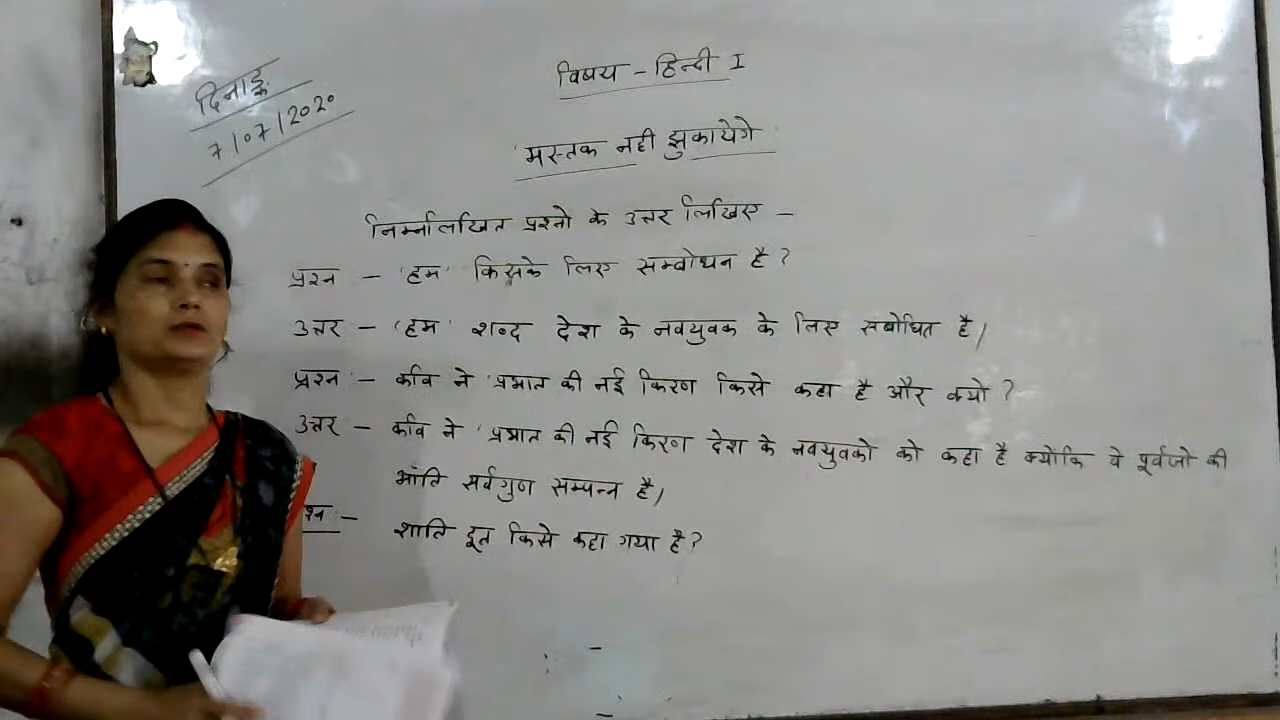 दिनाङ्क
7/07/2020
विषय - हिन्दी I
मस्तक नही झुकायेगे
निम्नलिखित प्रश्नो के उत्तर लिखिए -
प्रश्न - 'हम' किसके लिए सम्बोधन है?
उत्तर - 'हम' शब्द देश के नवयुवक के लिए संबोधित है/
प्रश्न - कवि ने 'प्रभात की नई किरण किसे कहा है और क्यो?
उत्तर - कवि ने 'प्रभात की नई किरण देश के नवयुवको को कहा है क्योकि वे पूर्वजो की
भांति सर्वगुण सम्पन्न है/
श्न - शांति दूत किसे कहा गया है?